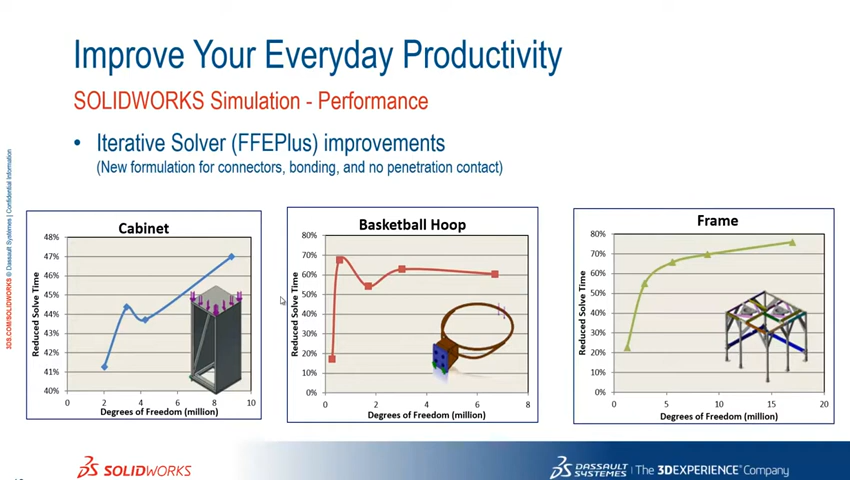 Improve Your Everyday Productivity
SOLIDWORKS Simulation - Performance
• Iterative Solver (FFEPlus) improvements
(New formulation for connectors, bonding, and no penetration contact)
3DS.COM/SOLIDWORKS © Dassault Systèmes | Confidential Information
Cabinet
48%
47%
46%
45%
44%
43%
42%
41%
40%
Reduced Solve Time
0 2 4 6 8 10
Degrees of Freedom (million)
Basketball Hoop
80%
70%
60%
50%
40%
30%
20%
10%
0%
Reduced Solve Time
0 2 4 6 8
Degrees of Freedom (million)
Frame
80%
70%
60%
50%
40%
30%
20%
10%
0%
Reduced Solve Time
0 5 10 15 20
Degrees of Freedom (million)
SOLIDWORKS
DASSAULT SYSTEMES | The 3DEXPERIENCE Company